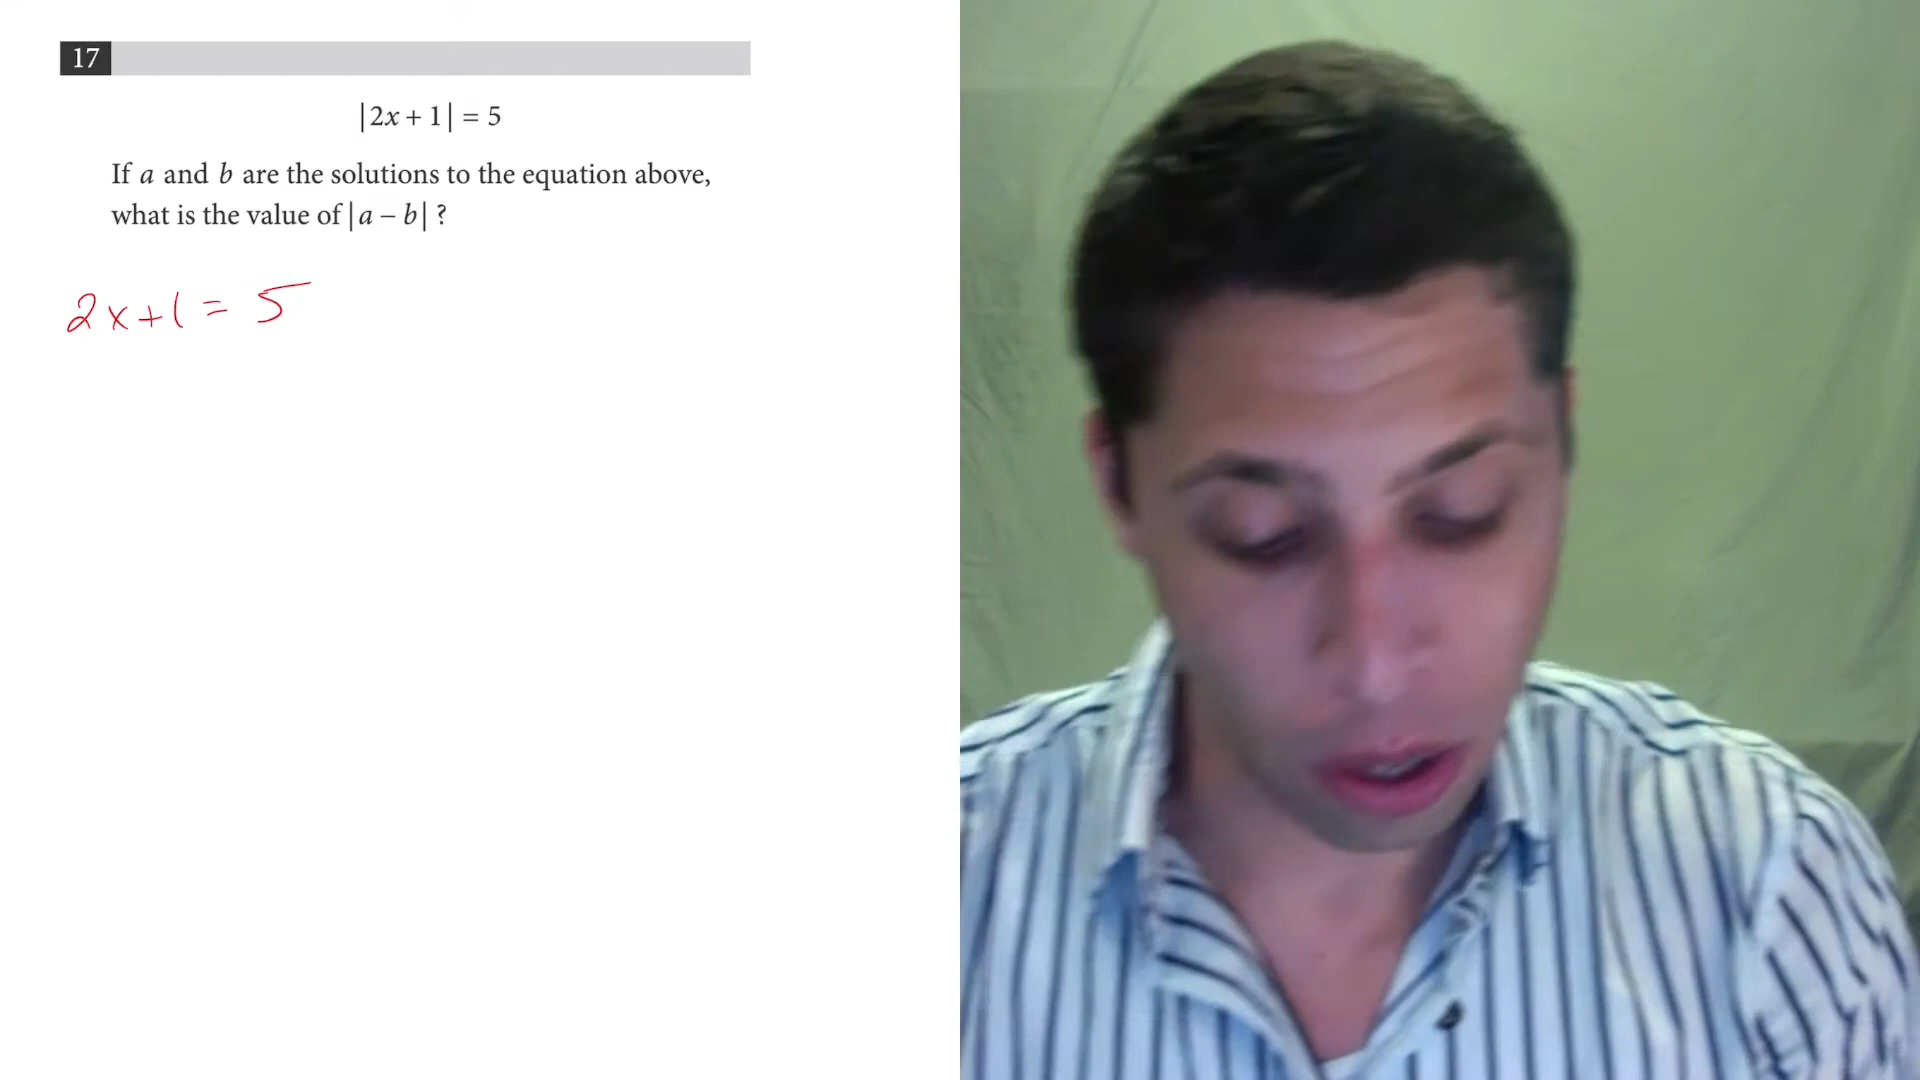 17
|2x + 1| = 5
If a and b are the solutions to the equation above,
what is the value of |a – b| ?
2x+1 = 5